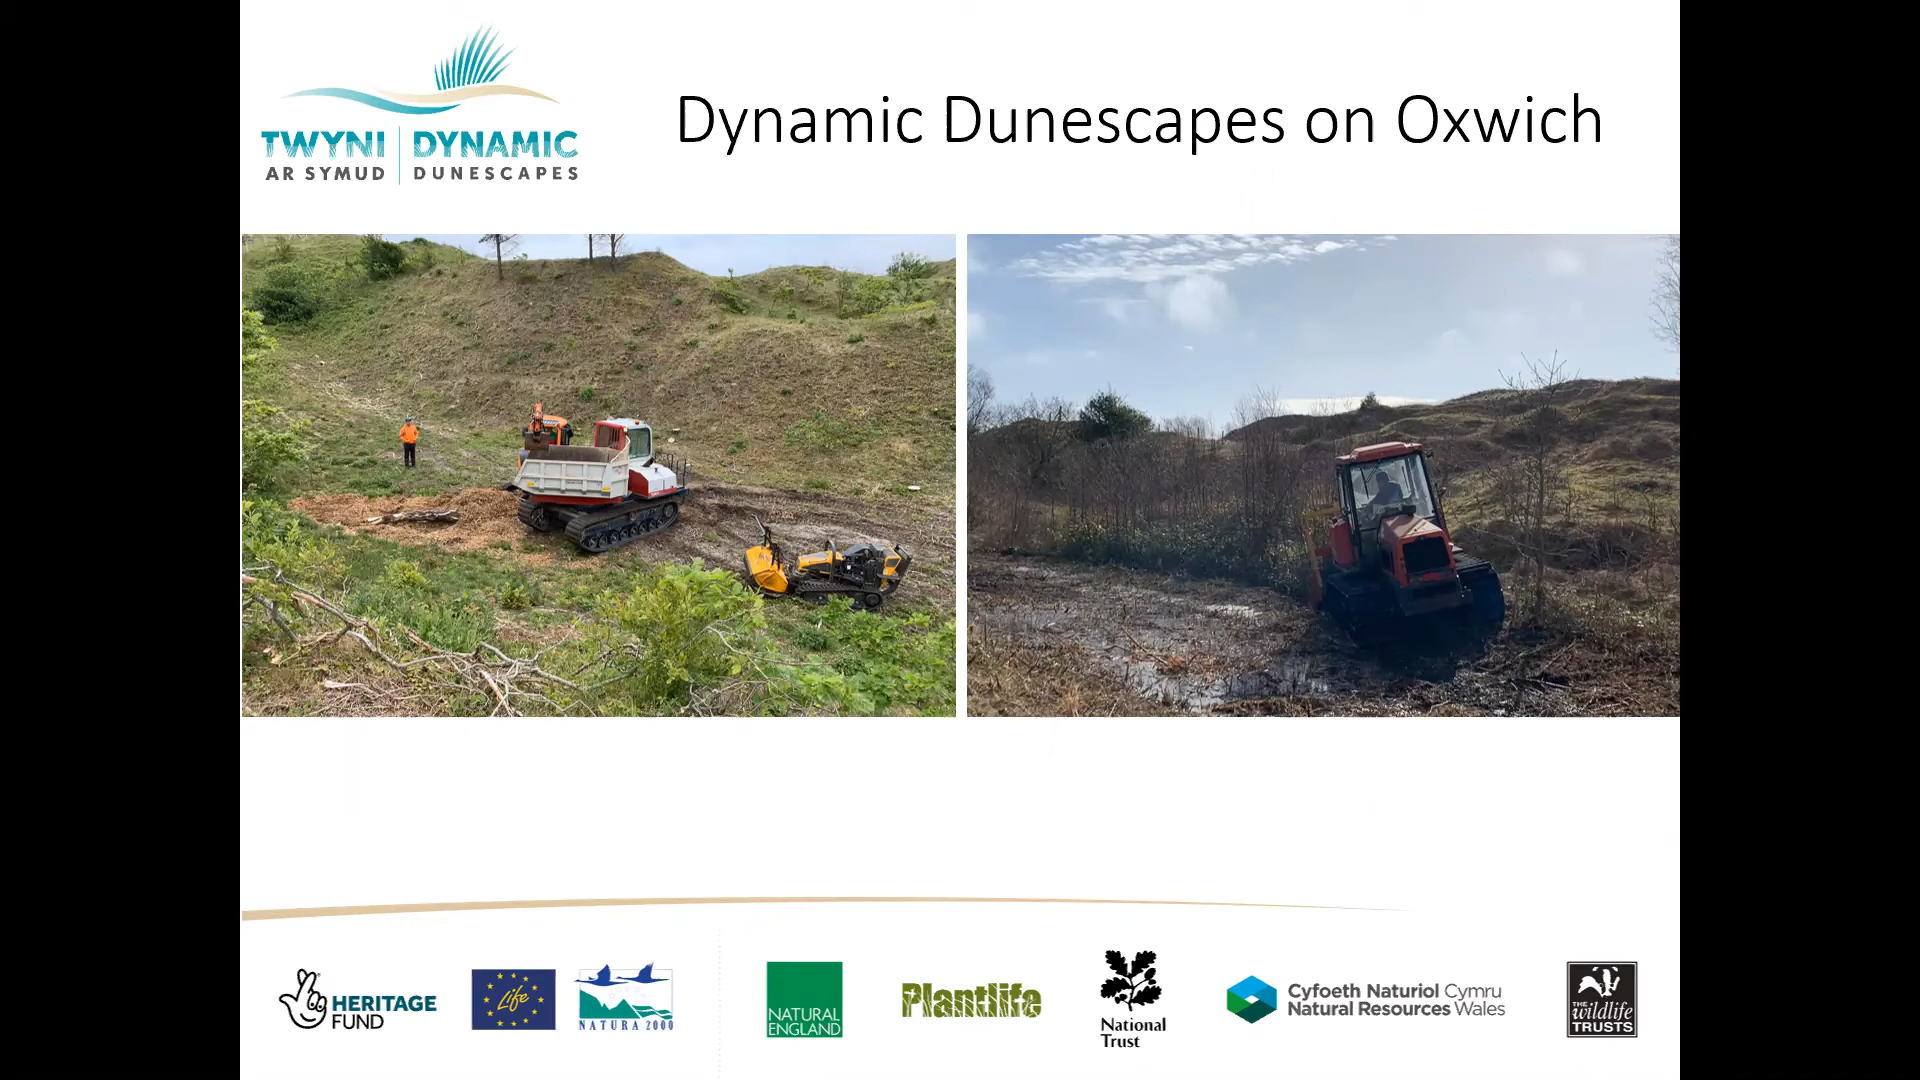 TWYNI
AR SYMUD
DYNAMIC
DUNESCAPES
Dynamic Dunescapes on Oxwich
HERITAGE
FUND
Life
NATURA 2000
NATURAL
ENGLAND
Plantlife
National
Trust
Cyfoeth Naturiol Cymru
Natural Resources Wales
THE
wildlife
TRUSTS